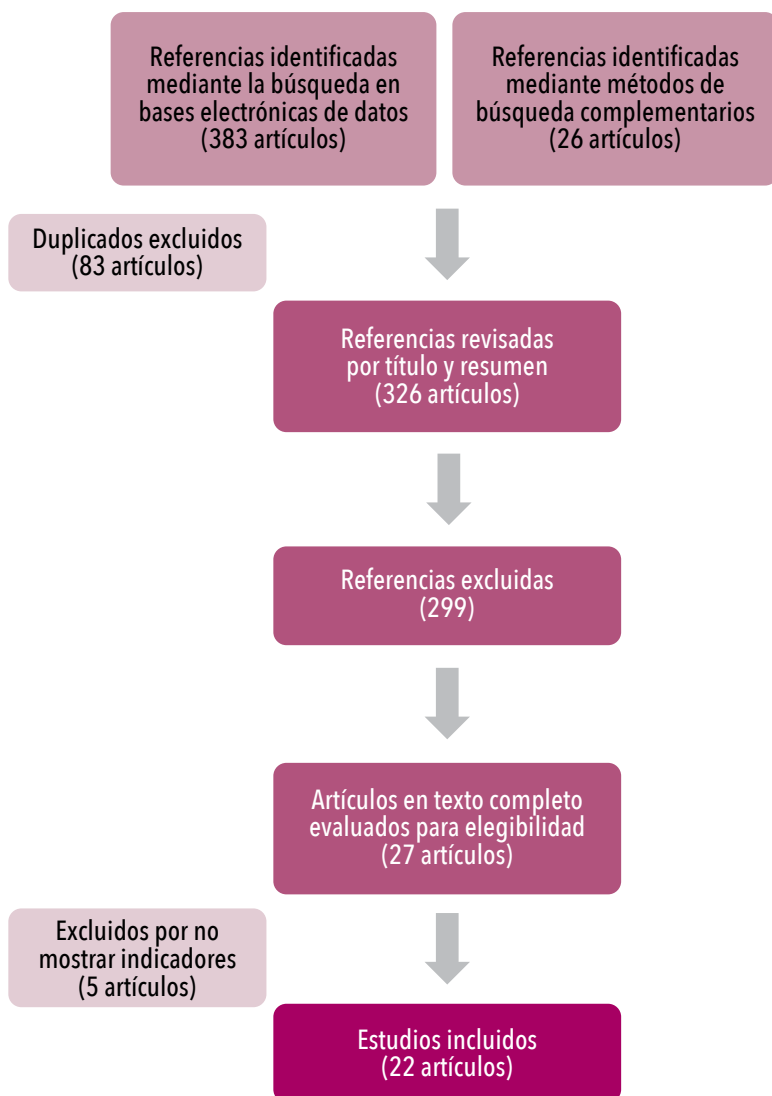 Referencias identificadas
mediante la búsqueda en
bases electrónicas de datos
(383 artículos)
Referencias identificadas
mediante métodos de
búsqueda complementarios
(26 artículos)
Duplicados excluidos
(83 artículos)
Referencias revisadas
por título y resumen
(326 artículos)
Referencias excluidas
(299)
Artículos en texto completo
evaluados para elegibilidad
(27 artículos)
Excluidos por no
mostrar indicadores
(5 artículos)
Estudios incluidos
(22 artículos)